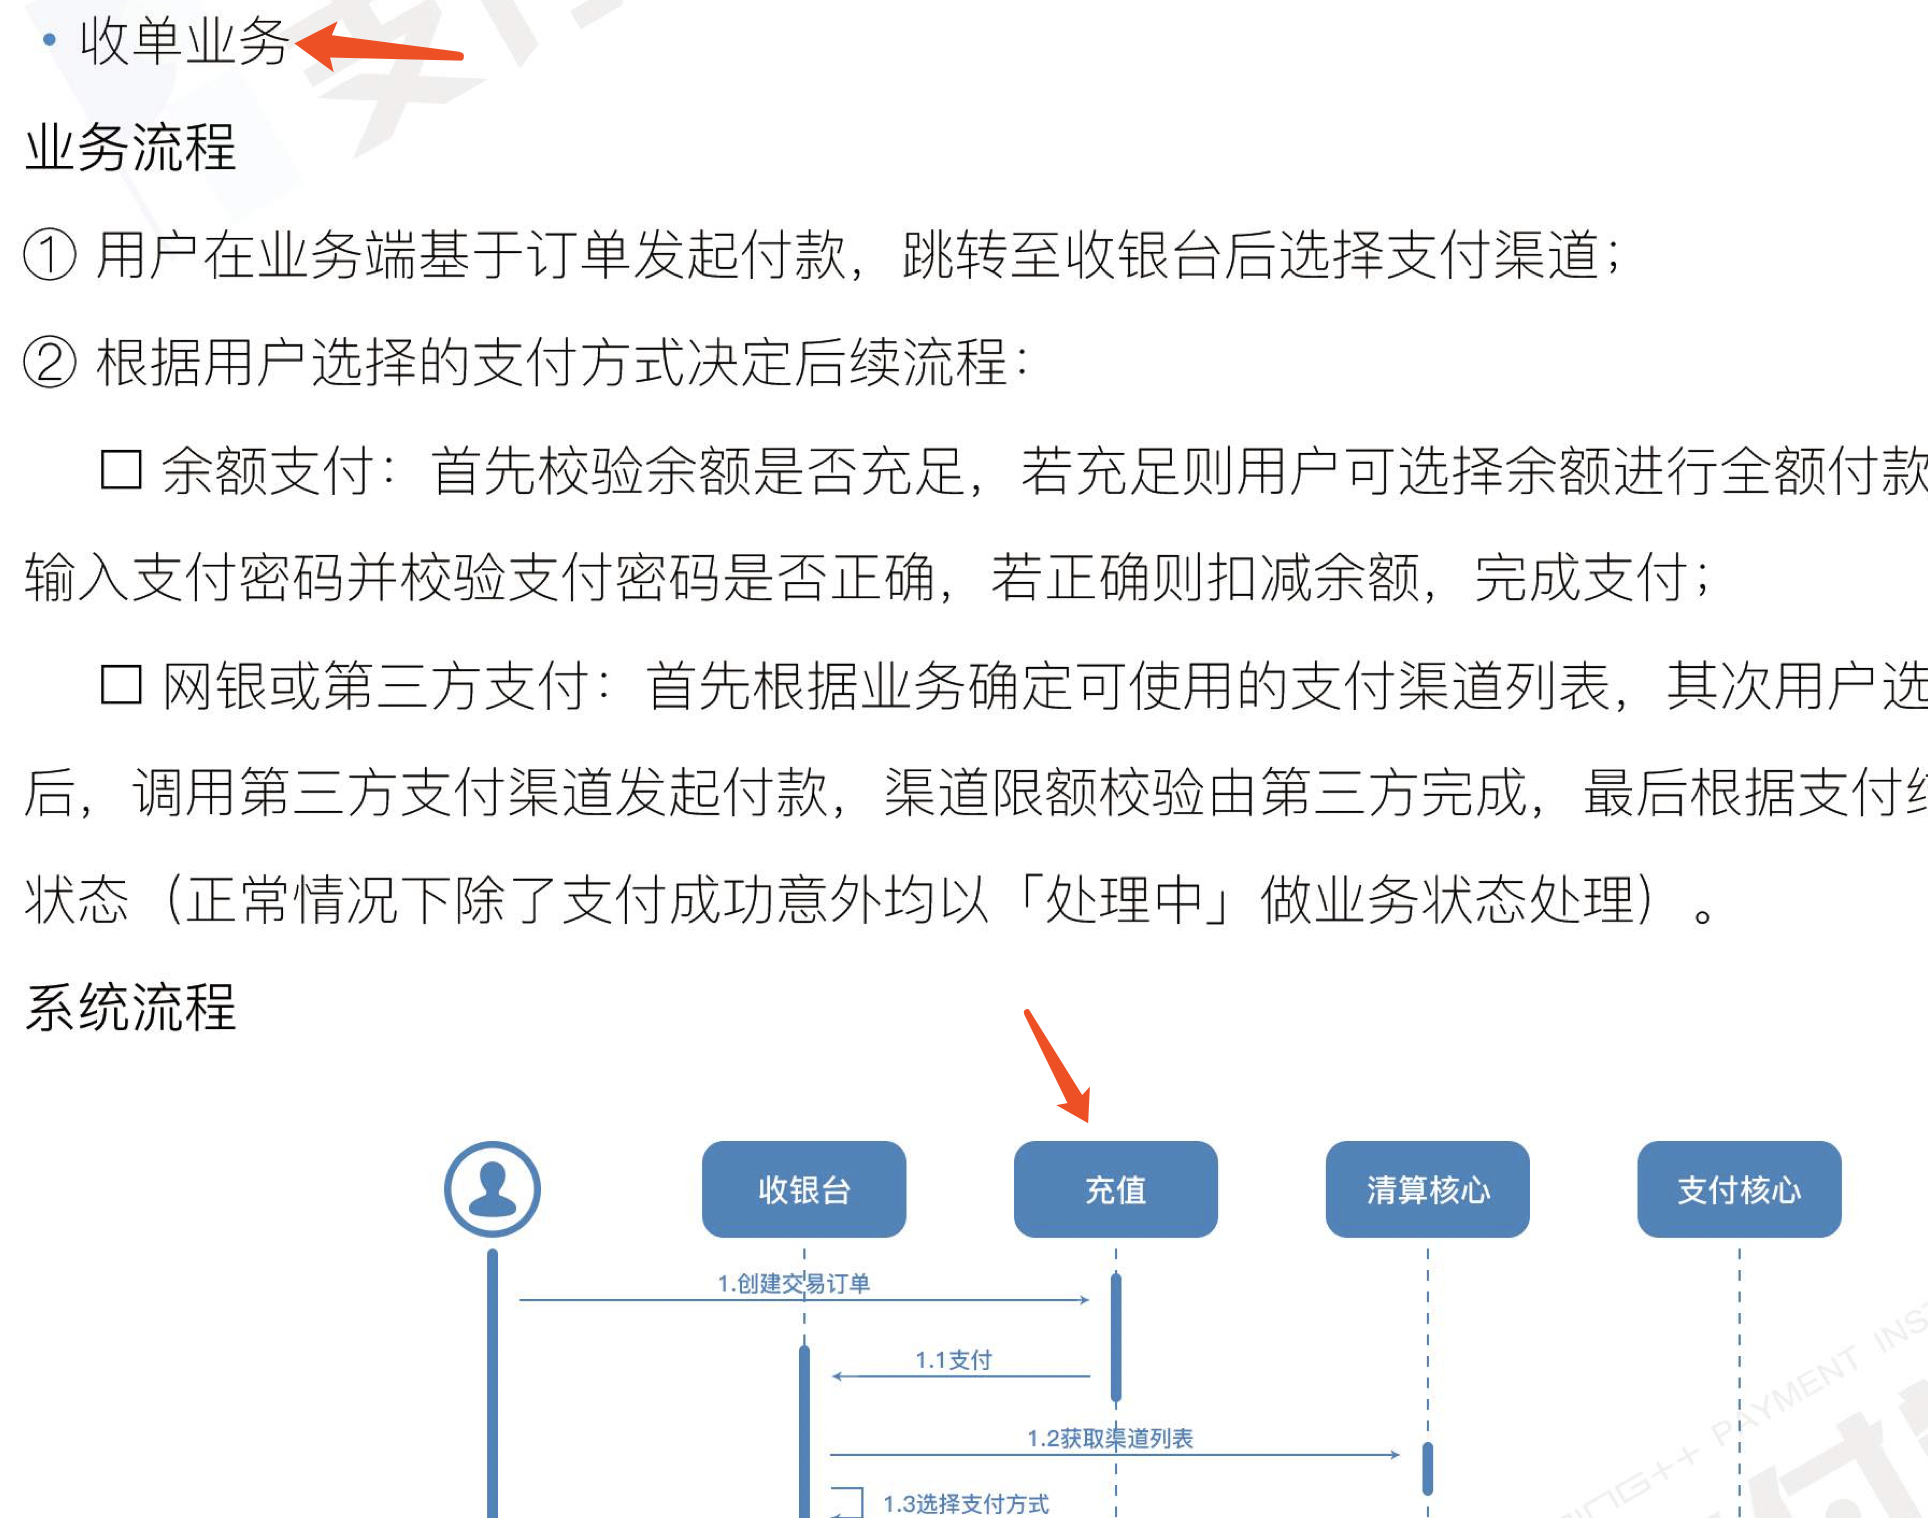 • 收单业务
业务流程
① 用户在业务端基于订单发起付款，跳转至收银台后选择支付渠道；
② 根据用户选择的支付方式决定后续流程：
□ 余额支付：首先校验余额是否充足，若充足则用户可选择余额进行全额付款
输入支付密码并校验支付密码是否正确，若正确则扣减余额，完成支付；
□ 网银或第三方支付：首先根据业务确定可使用的支付渠道列表，其次用户选
后，调用第三方支付渠道发起付款，渠道限额校验由第三方完成，最后根据支付
状态（正常情况下除了支付成功意外均以「处理中」做业务状态处理）。
系统流程
收银台
充值
清算核心
支付核心
1.创建交易订单
1.1支付
1.2获取渠道列表
1.3选择支付方式
PAYMENT INS
付